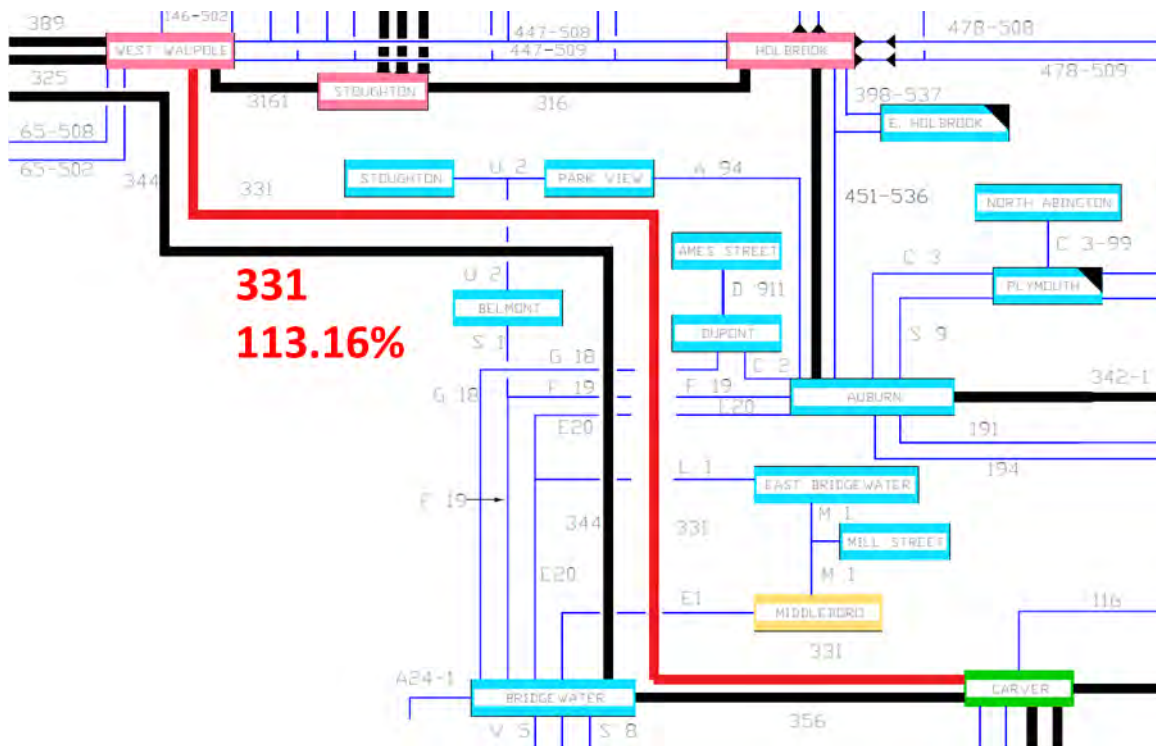 389
146-502
447-508
447-509
478-508
478-509
WEST WALPOLE
HOLBROOK
325
STOUGHTON
3161
316
398-537
E. HOLBROOK
65-508
65-502
344
331
STOUGHTON
U 2
PARK VIEW
A 94
451-536
NORTH ABINGTON
AMES STREET
C 3
C 3-99
331
113.16%
U 2
BELMONT
D 911
PLYMOUTH
S 1
DUPONT
S 9
G 18
C 2
342-1
G 18
F 19
F 19
AUBURN
E20
191
194
L 1
EAST BRIDGEWATER
F 19
344
331
M 1
MILL STREET
E20
M 1
E1
MIDDLEBORO
116
331
A24-1
BRIDGEWATER
CARVER
V 5
S 8
356